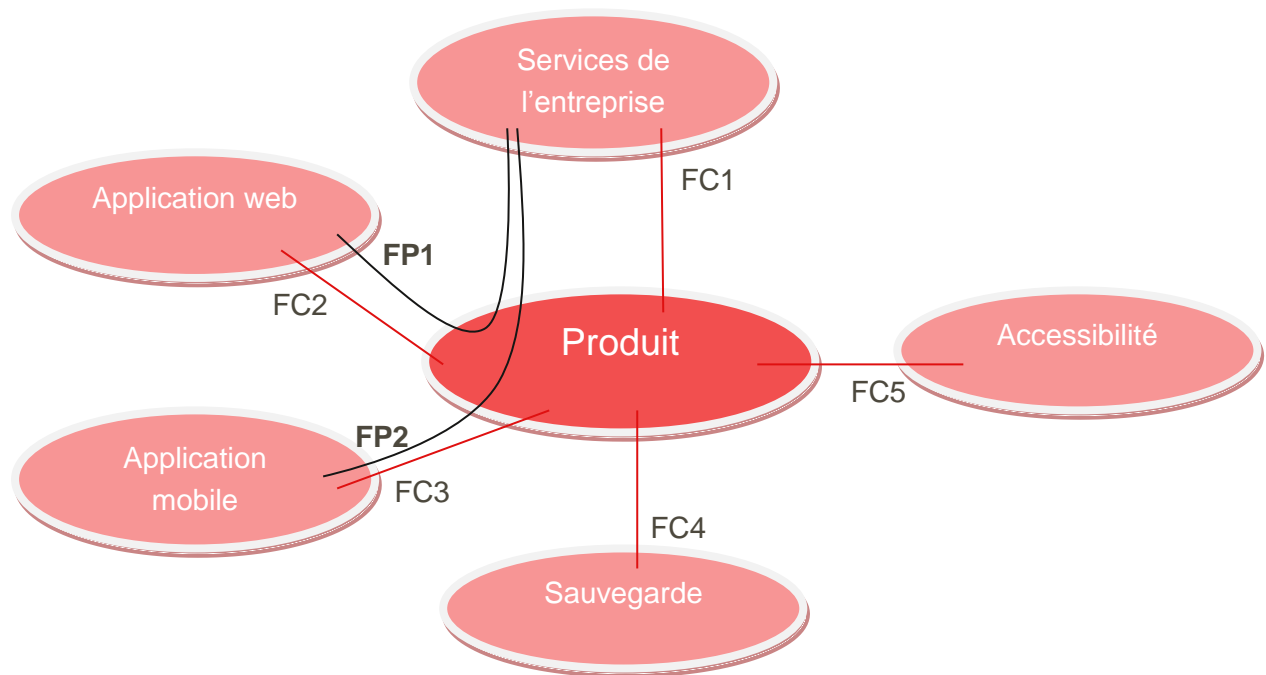 Services de
l’entreprise
FC1
Application web
FP1
FC2
Produit
Accessibilité
FC5
FP2
Application
mobile
FC3
FC4
Sauvegarde